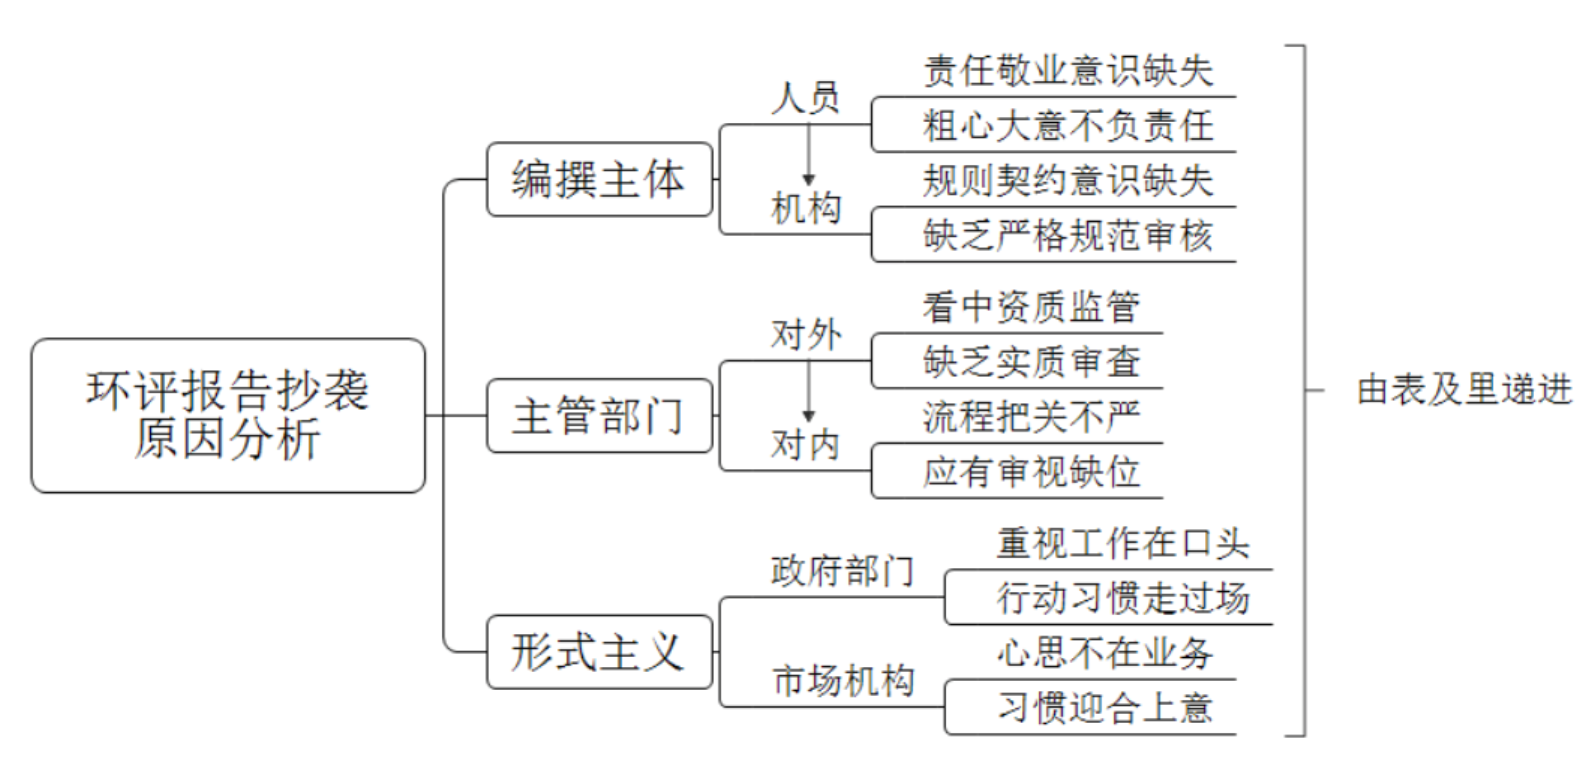 环评报告抄袭
原因分析
编撰主体
人员
责任敬业意识缺失
粗心大意不负责任
机构
规则契约意识缺失
缺乏严格规范审核
主管部门
对外
看中资质监管
缺乏实质审查
对内
流程把关不严
应有审视缺位
形式主义
政府部门
重视工作在口头
行动习惯走过场
市场机构
心思不在业务
习惯迎合上意
由表及里递进